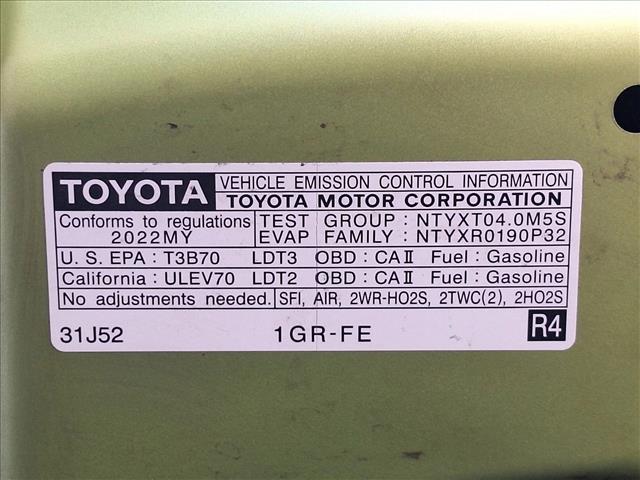 TOYOTA VEHICLE EMISSION CONTROL INFORMATION
TOYOTA MOTOR CORPORATION
Conforms to regulations TEST GROUP : NTYXT04.0M5S
2022MY EVAP FAMILY : NTYXR0190P32
U. S. EPA : T3B70 LDT3 OBD : CAⅡ Fuel : Gasoline
California : ULEV70 LDT2 OBD : CAⅡ Fuel : Gasoline
No adjustments needed. SFI, AIR, 2WR-HO2S, 2TWC(2), 2HO2S
31J52 1GR-FE R4